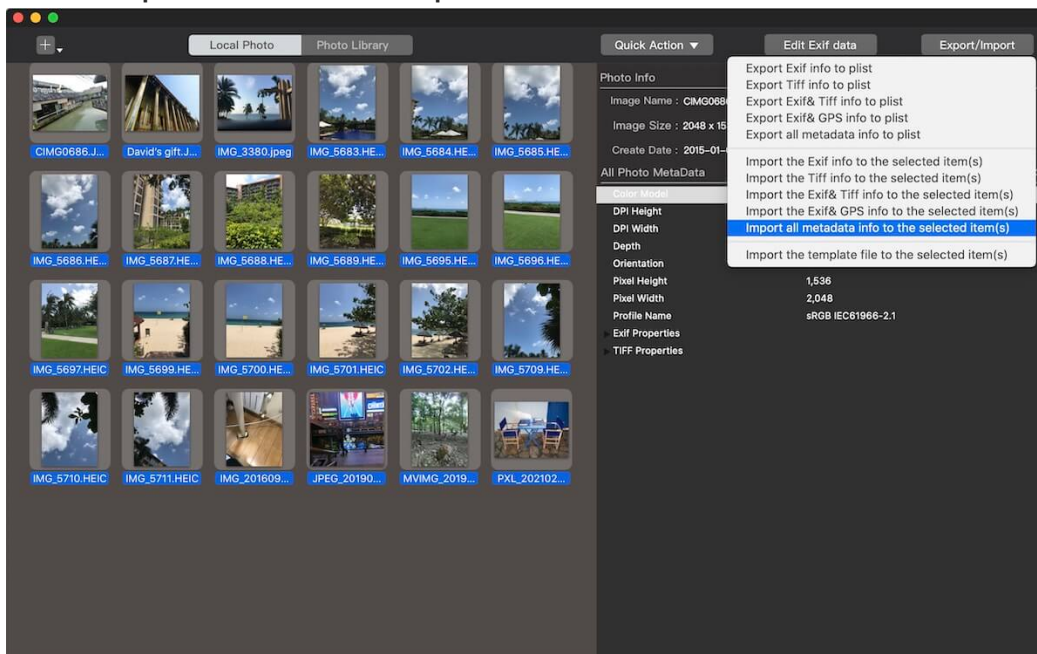 Local Photo
Photo Library
Quick Action ▼
Edit Exif data
Export/Import
CIMG0686.J...
David's gift.J...
IMG_3380.jpeg
IMG_5683.HE...
IMG_5684.HE...
IMG_5685.HE...
IMG_5686.HE...
IMG_5687.HE...
IMG_5688.HE...
IMG_5689.HE...
IMG_5695.HE...
IMG_5696.HE...
IMG_5697.HEIC
IMG_5699.HE...
IMG_5700.HE...
IMG_5701.HEIC
IMG_5702.HE...
IMG_5709.HE...
IMG_5710.HEIC
IMG_5711.HEIC
IMG_201609...
JPEG_20190...
MVIMG_2019...
PXL_202102...
Photo Info
Image Name : CIMG068
Image Size : 2048 x 15
Create Date : 2015-01-
All Photo MetaData
Color Model
DPI Height
DPI Width
Depth
Orientation
Pixel Height 1,536
Pixel Width 2,048
Profile Name sRGB IEC61966-2.1
Exif Properties
TIFF Properties
Export Exif info to plist
Export Tiff info to plist
Export Exif& Tiff info to plist
Export Exif& GPS info to plist
Export all metadata info to plist
Import the Exif info to the selected item(s)
Import the Tiff info to the selected item(s)
Import the Exif& Tiff info to the selected item(s)
Import the Exif& GPS info to the selected item(s)
Import all metadata info to the selected item(s)
Import the template file to the selected item(s)